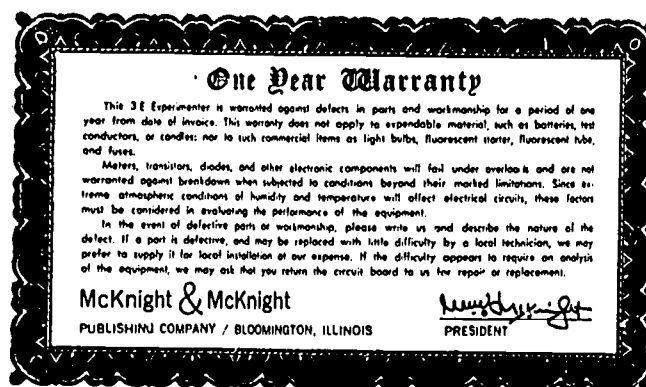 One Year Warranty
This 3 E Experimenter is warranted against defects in parts and workmanship for a period of one
year from date of invoice. This warranty does not apply to expendable material, such as batteries, test
conductors, or candles; nor to such commercial items as light bulbs, fluorescent starter, fluorescent tube,
and fuses.
Meters, transistors, diodes, and other electronic components will fail under overloads and are not
warranted against breakdown when subjected to conditions beyond their marked limitations. Since ex-
treme atmospheric conditions of humidity and temperature will affect electrical circuits, these factors
must be considered in evaluating the performance of the equipment.
In the event of defective parts or workmanship, please write us and describe the nature of the
defect. If a part is defective, and may be replaced with little difficulty by a local technician, we may
prefer to supply it for local installation at our expense. If the difficulty appears to require an analysis
of the equipment, we may ask that you return the circuit board to us for repair or replacement.
McKnight & McKnight
PUBLISHING COMPANY / BLOOMINGTON, ILLINOIS
PRESIDENT